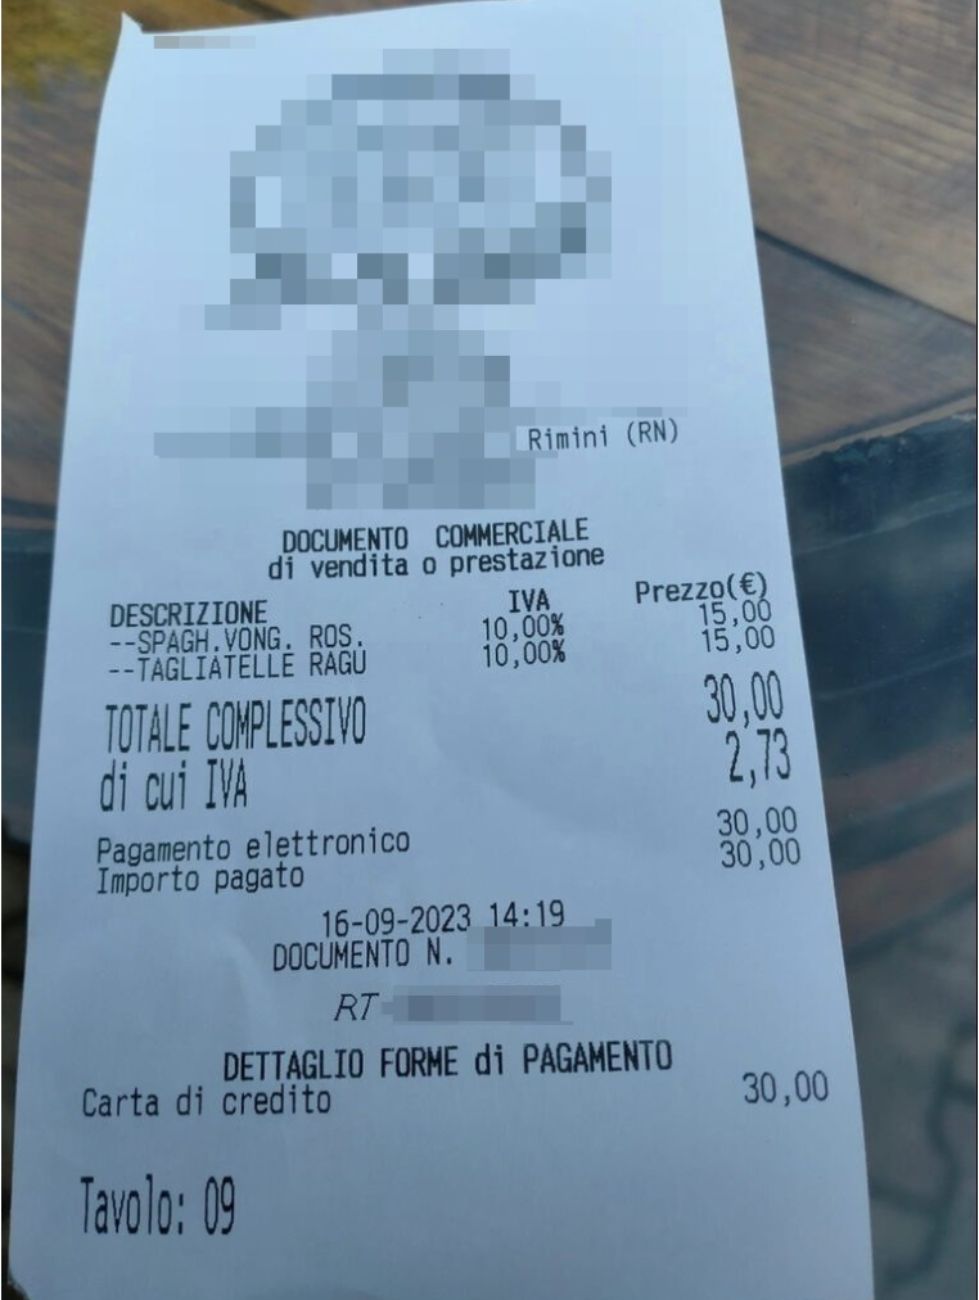 Rimini (RN)
DOCUMENTO COMMERCIALE
di vendita o prestazione
DESCRIZIONE IVA Prezzo(€)
--SPAGH.VONG. ROS. 10,00% 15,00
--TAGLIATELLE RAGU 10,00% 15,00
TOTALE COMPLESSIVO 30,00
di cui IVA 2,73
Pagamento elettronico 30,00
Importo pagato 30,00
16-09-2023 14:19
DOCUMENTO N.
RT
DETTAGLIO FORME di PAGAMENTO
Carta di credito 30,00
Tavolo: 09